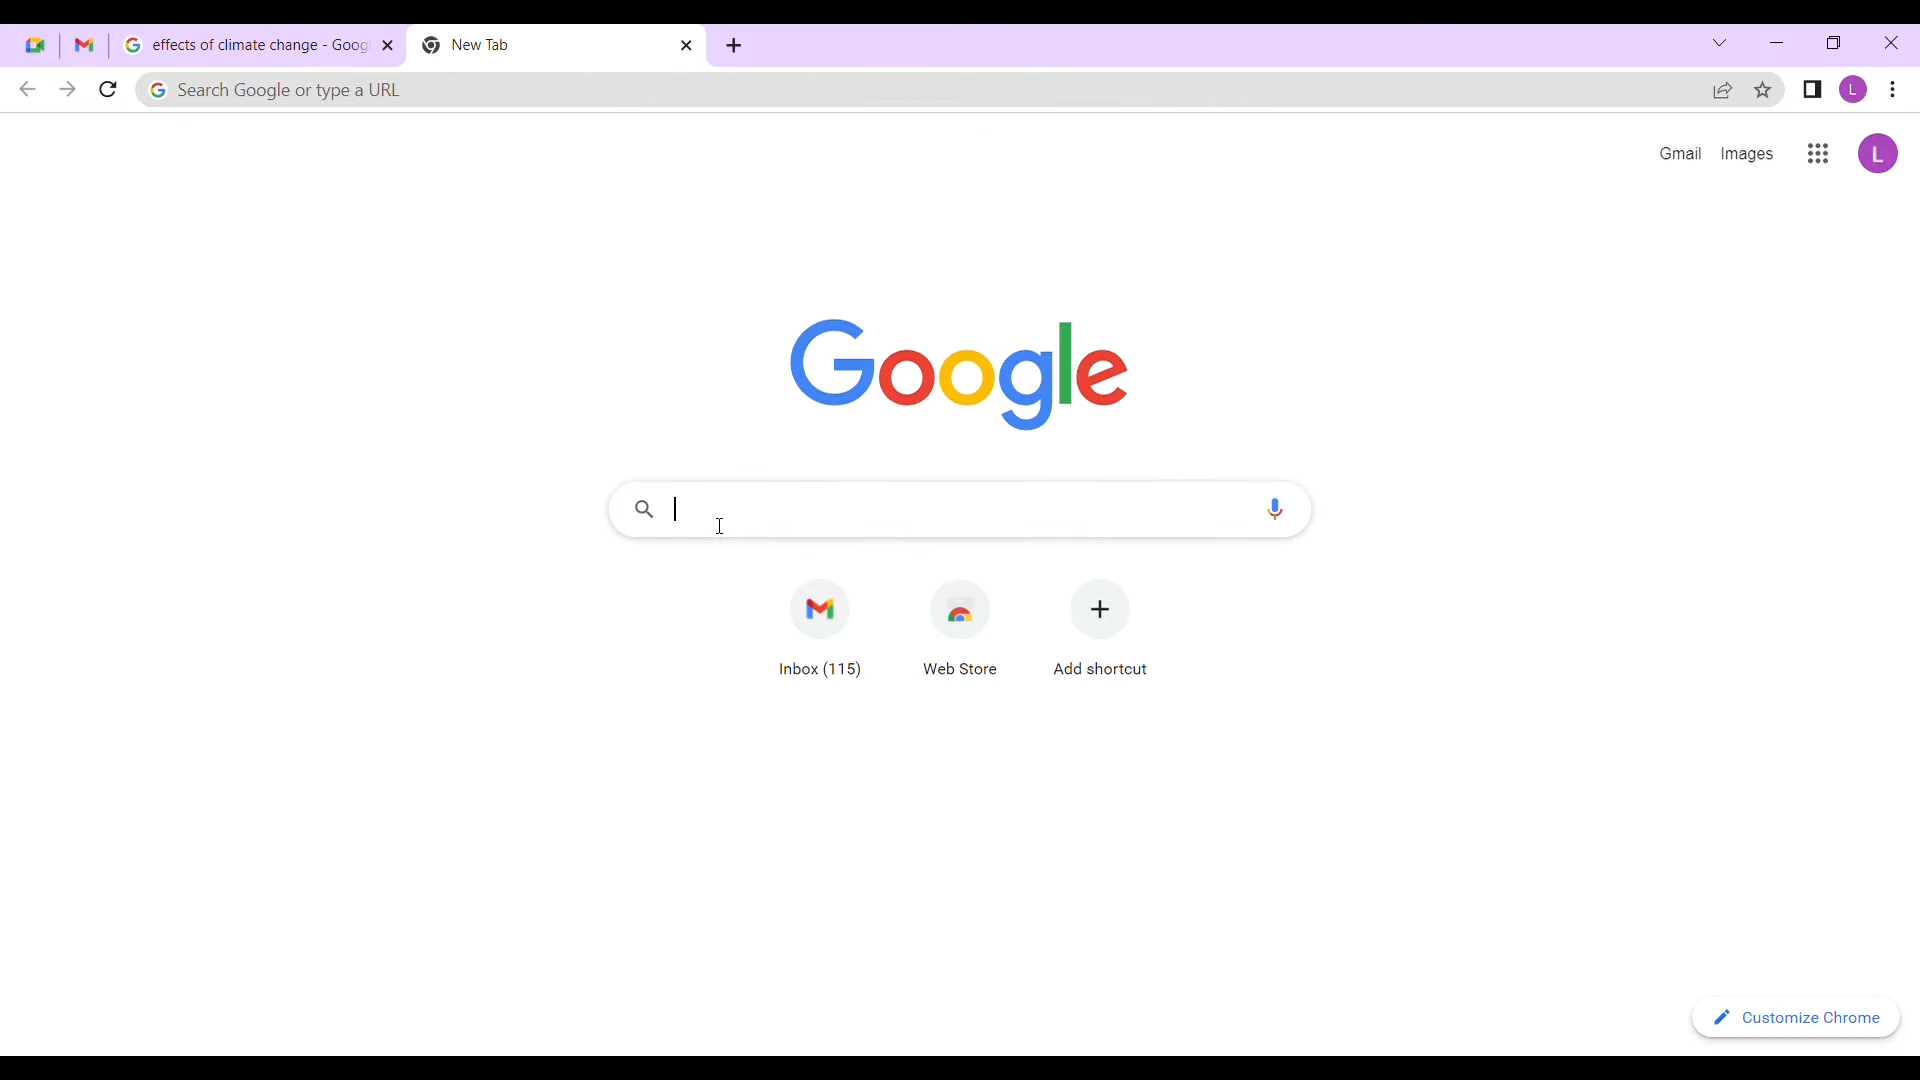 effects of climate change - Goog
New Tab
Search Google or type a URL
L
Gmail
Images
L
Google
Inbox (115)
Web Store
Add shortcut
Customize Chrome